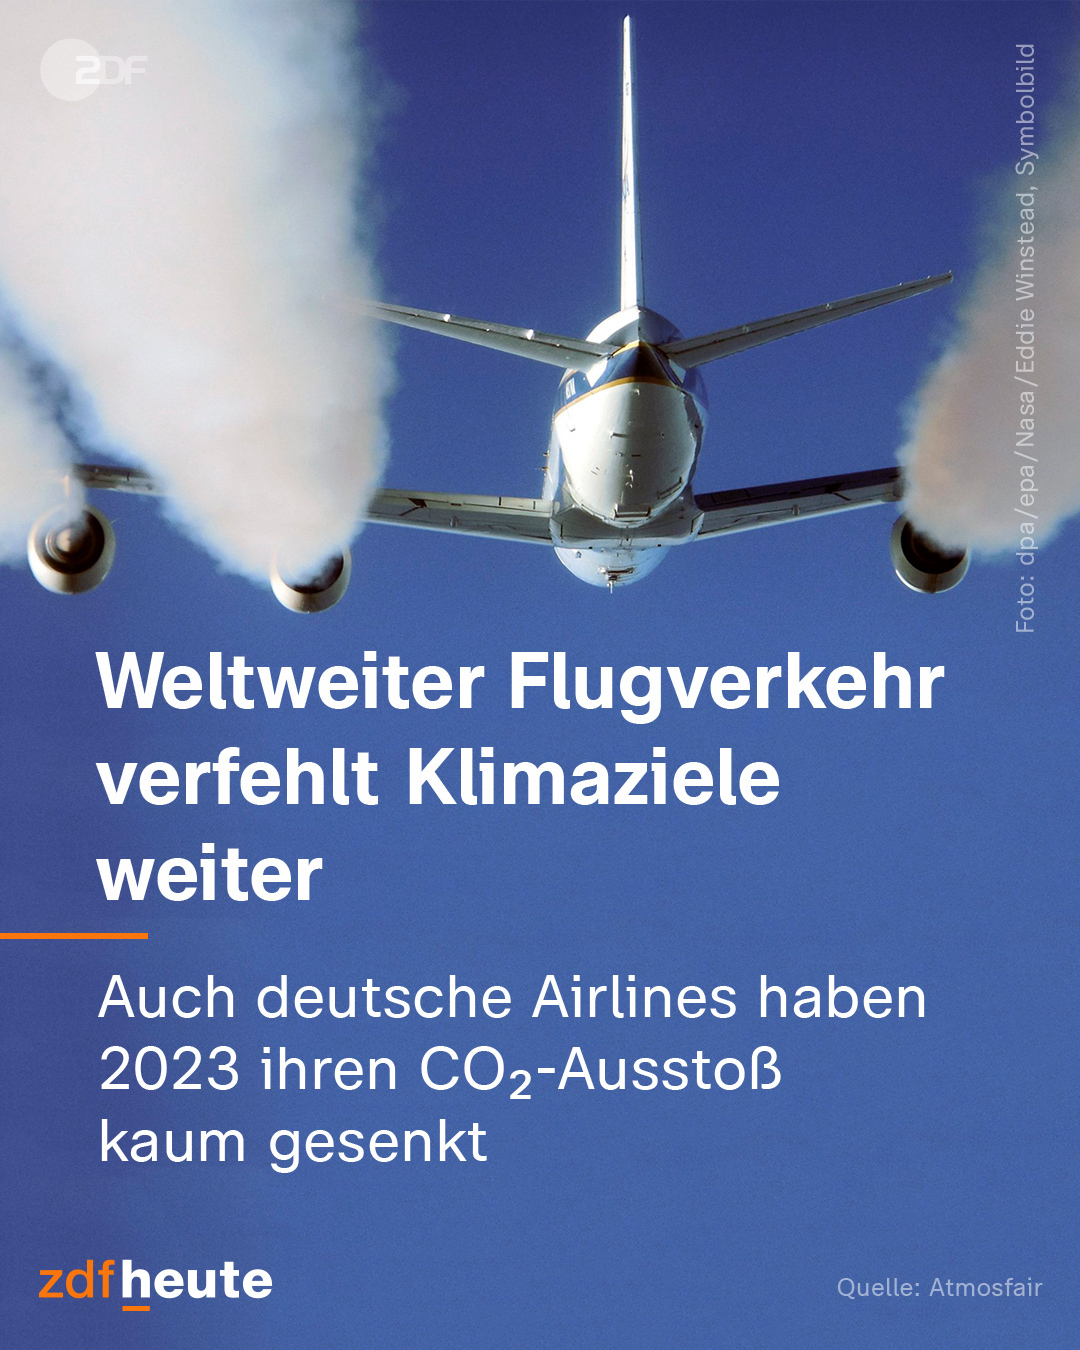 ZDF
Foto: dpa/epa/Nasa/Eddie Winstead, Symbolbild
Weltweiter Flugverkehr
verfehlt Klimaziele
weiter
Auch deutsche Airlines haben
2023 ihren CO₂-Ausstoß
kaum gesenkt
zdfheute
Quelle: Atmosfair